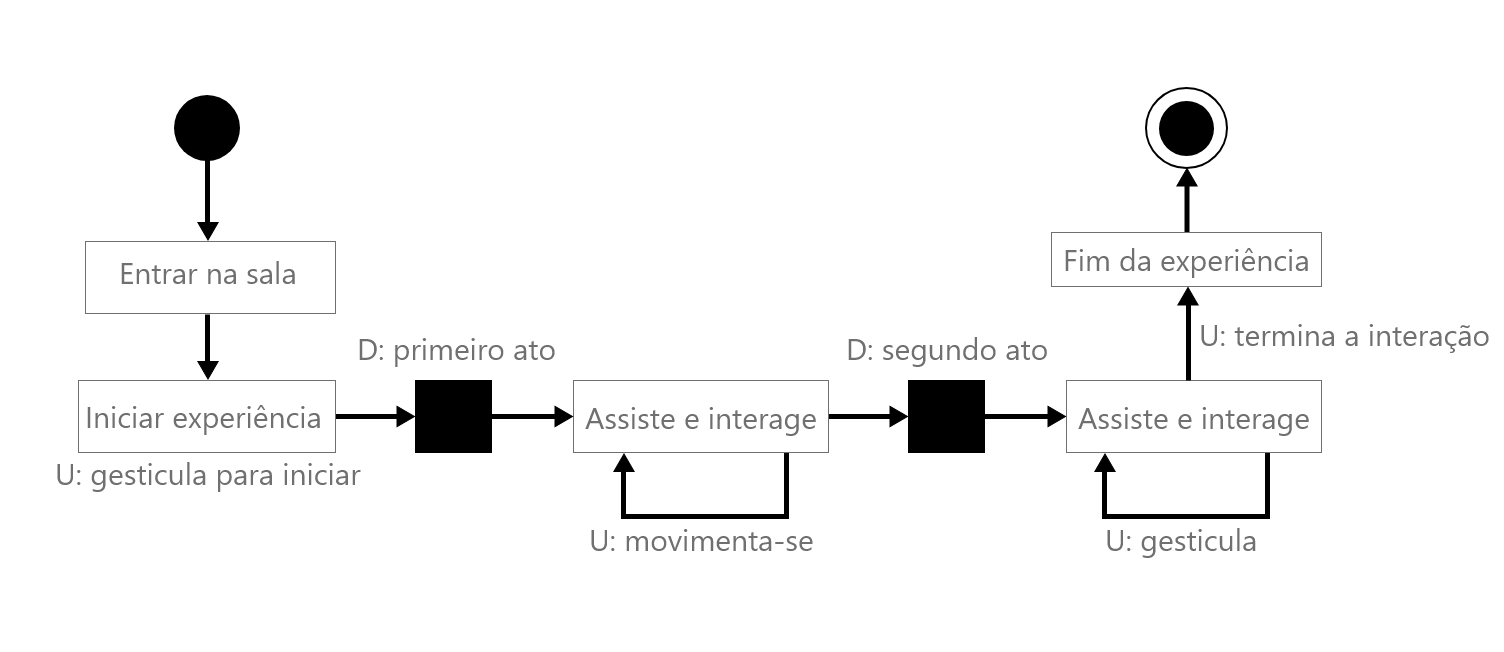 Entrar na sala
Iniciar experiência
U: gesticula para iniciar
D: primeiro ato
Assiste e interage
U: movimenta-se
D: segundo ato
Assiste e interage
U: gesticula
U: termina a interação
Fim da experiência